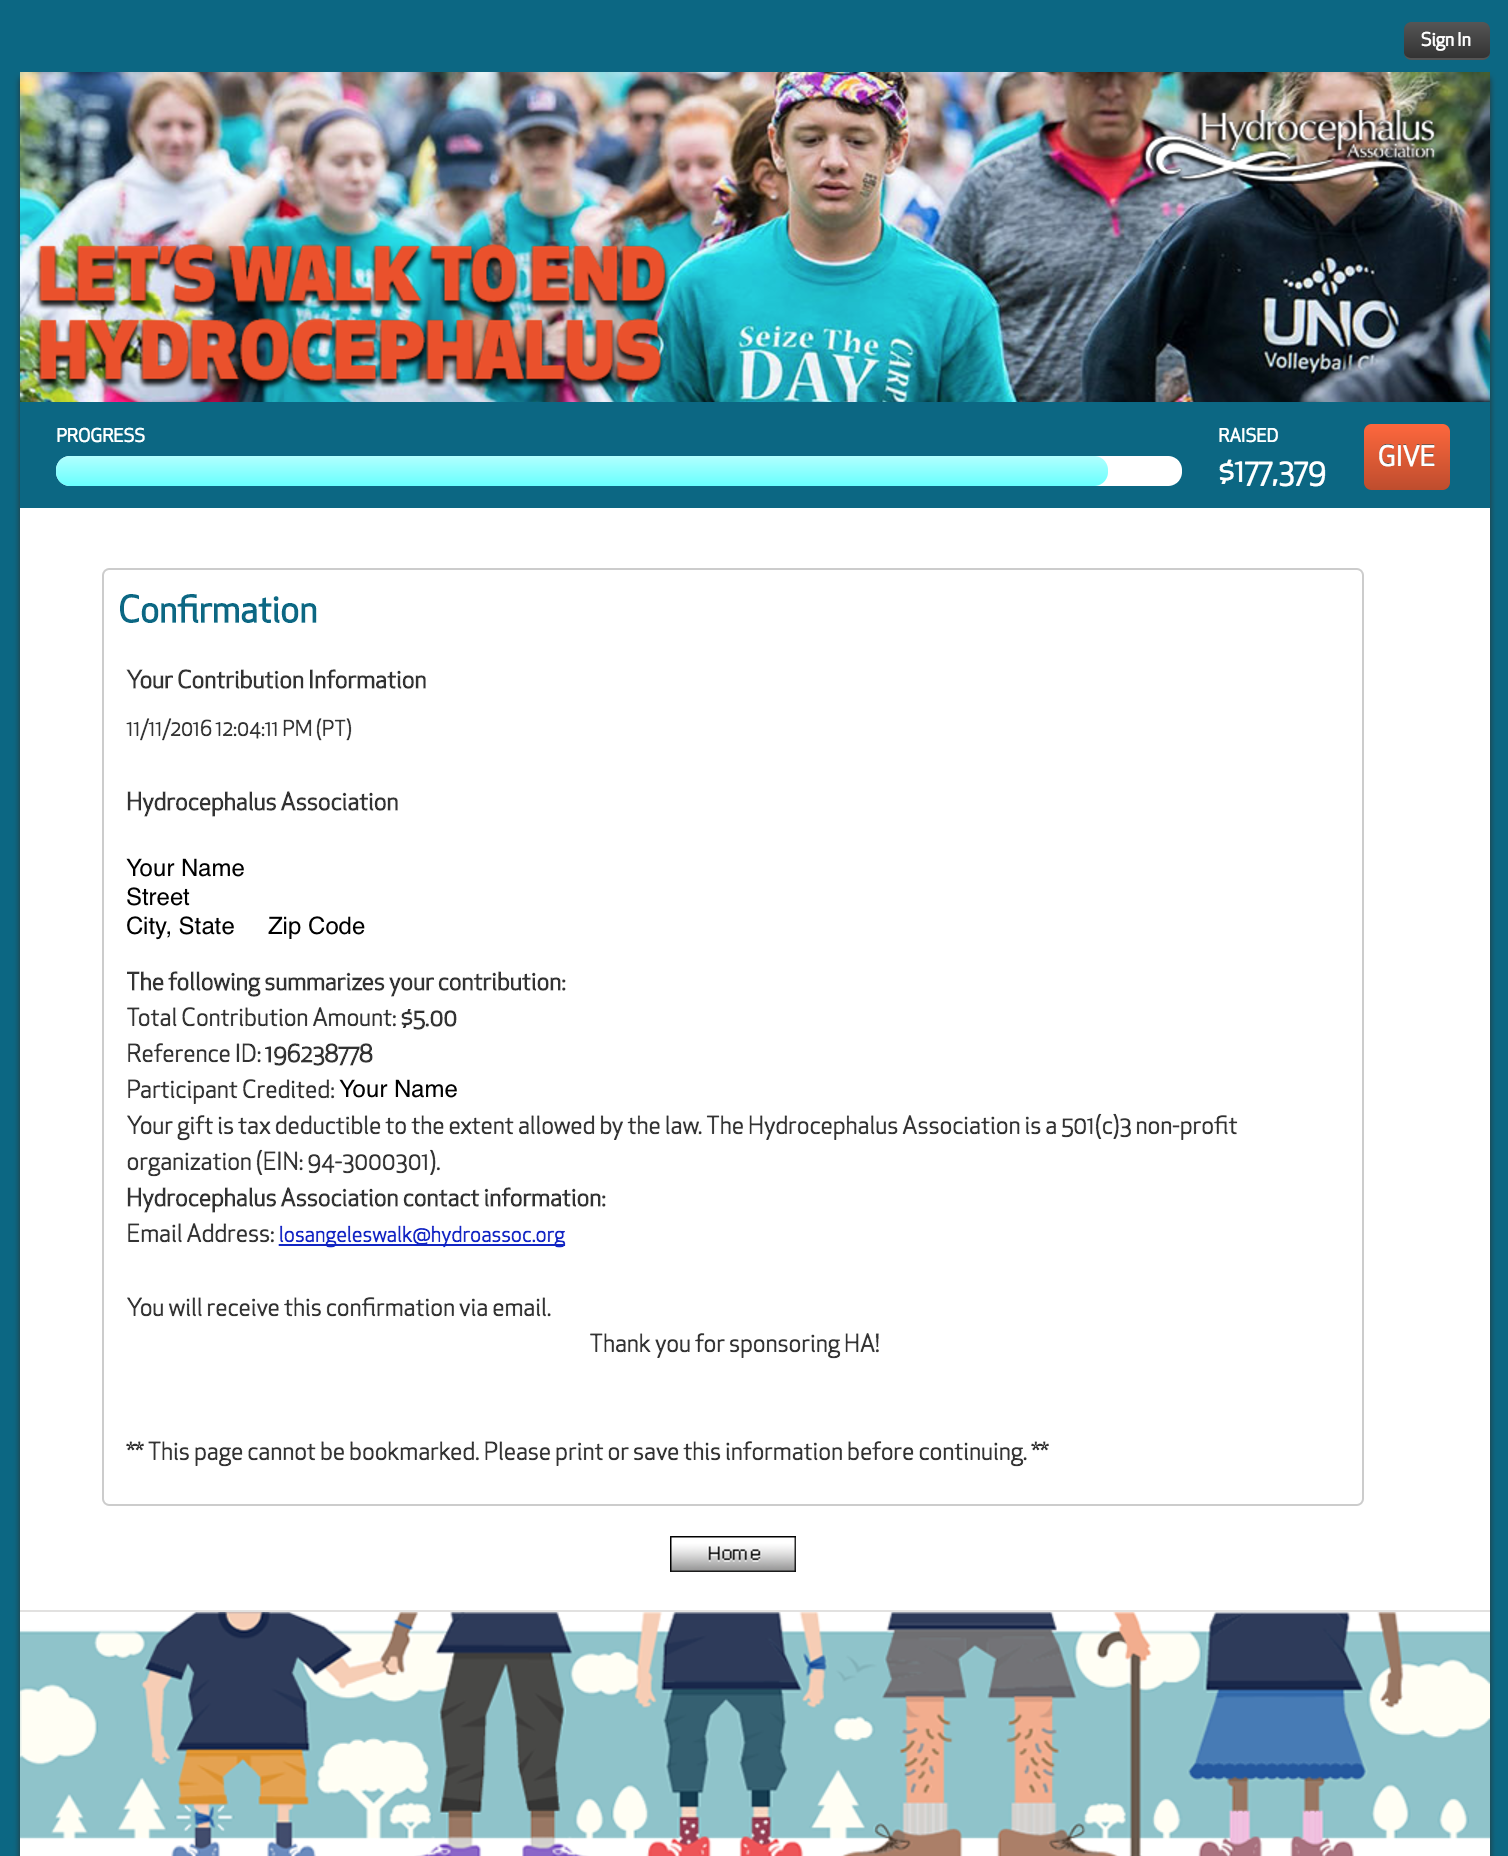 Sign In
Hydrocephalus
Association
LET'S WALK TO END
HYDROCEPHALUS
Seize The
DAY
CARP
UNO
Volleyball
PROGRESS
RAISED
$177,379
GIVE
Confirmation
Your Contribution Information
11/11/2016 12:04:11 PM (PT)
Hydrocephalus Association
Your Name
Street
City, State Zip Code
The following summarizes your contribution:
Total Contribution Amount: $5.00
Reference ID: 196238778
Participant Credited: Your Name
Your gift is tax deductible to the extent allowed by the law. The Hydrocephalus Association is a 501(c)3 non-profit
organization (EIN: 94-3000301).
Hydrocephalus Association contact information:
Email Address: losangeleswalk@hydroassoc.org
You will receive this confirmation via email.
Thank you for sponsoring HA!
** This page cannot be bookmarked. Please print or save this information before continuing. **
Home